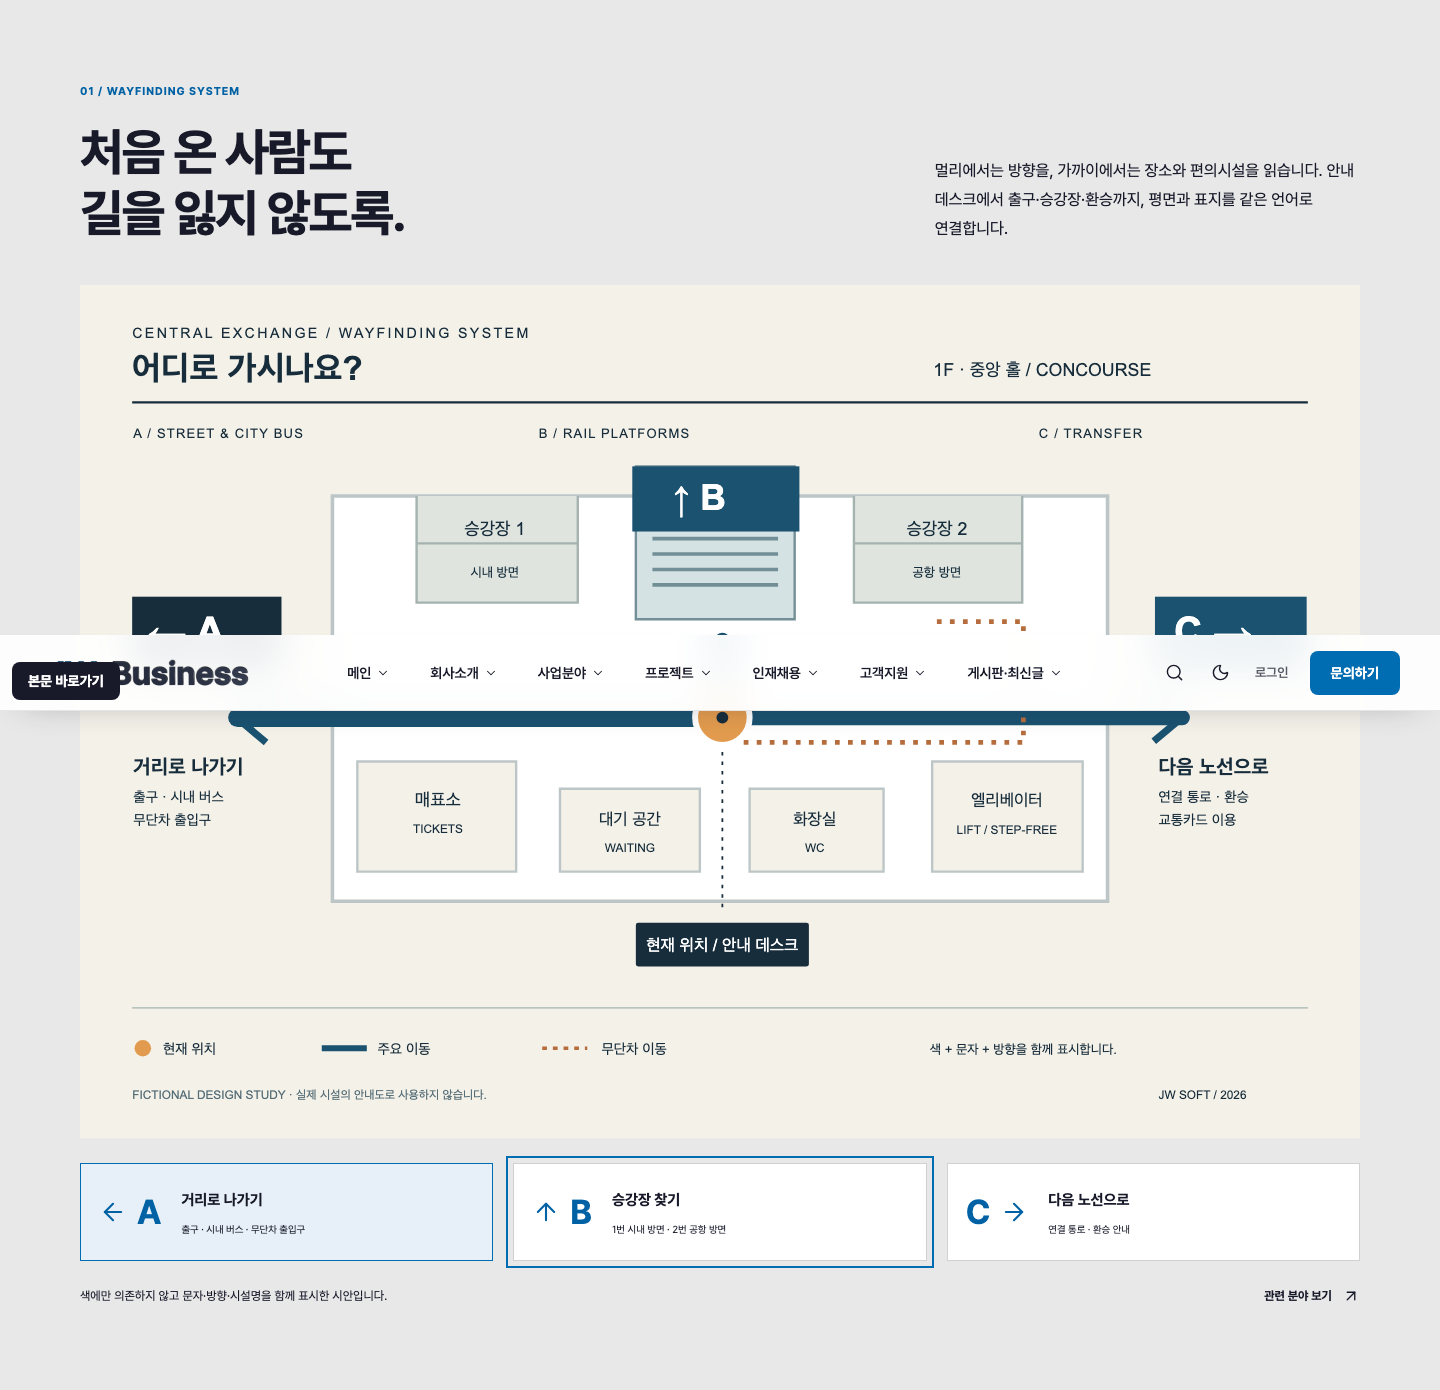 01 / WAYFINDING SYSTEM
처음 온 사람도
길을 잃지 않도록.
멀리에서는 방향을, 가까이에서는 장소와 편의시설을 읽습니다. 안내
데스크에서 출구·승강장·환승까지, 평면과 표지를 같은 언어로
연결합니다.
CENTRAL EXCHANGE / WAYFINDING SYSTEM
어디로 가시나요?
1F · 중앙 홀 / CONCOURSE
A / STREET & CITY BUS
B / RAIL PLATFORMS
C / TRANSFER
↑ B
승강장 1
시내 방면
승강장 2
공항 방면
← A
C →
본문 바로가기
Business
메인
회사소개
사업분야
프로젝트
인재채용
고객지원
게시판·최신글
로그인
문의하기
거리로 나가기
출구 · 시내 버스
무단차 출입구
다음 노선으로
연결 통로 · 환승
교통카드 이용
매표소
TICKETS
대기 공간
WAITING
화장실
WC
엘리베이터
LIFT / STEP-FREE
현재 위치 / 안내 데스크
현재 위치
주요 이동
무단차 이동
색 + 문자 + 방향을 함께 표시합니다.
FICTIONAL DESIGN STUDY · 실제 시설의 안내도로 사용하지 않습니다.
JW SOFT / 2026
← A
거리로 나가기
출구 · 시내 버스 · 무단차 출입구
↑ B
승강장 찾기
1번 시내 방면 · 2번 공항 방면
C →
다음 노선으로
연결 통로 · 환승 안내
색에만 의존하지 않고 문자·방향·시설명을 함께 표시한 시안입니다.
관련 분야 보기